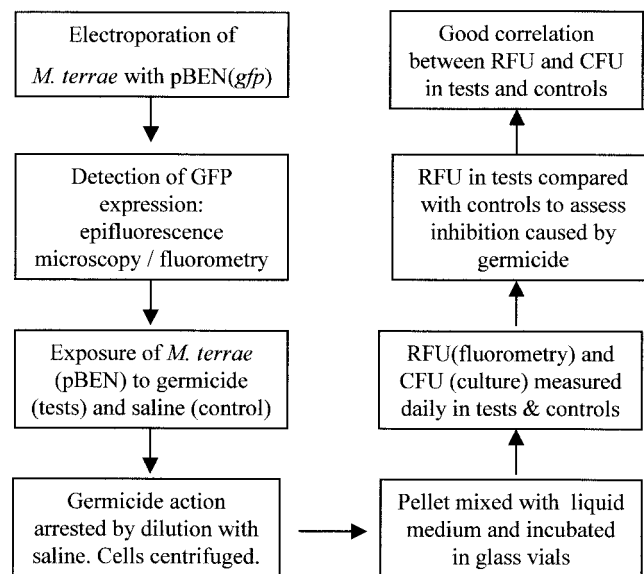 Electroporation of
M. terrae with pBEN(gfp)
Detection of GFP
expression:
epifluorescence
microscopy / fluorometry
Exposure of M. terrae
(pBEN) to germicide
(tests) and saline (control)
Germicide action
arrested by dilution with
saline. Cells centrifuged.
Pellet mixed with liquid
medium and incubated
in glass vials
RFU(fluorometry) and
CFU (culture) measured
daily in tests & controls
RFU in tests compared
with controls to assess
inhibition caused by
germicide
Good correlation
between RFU and CFU
in tests and controls